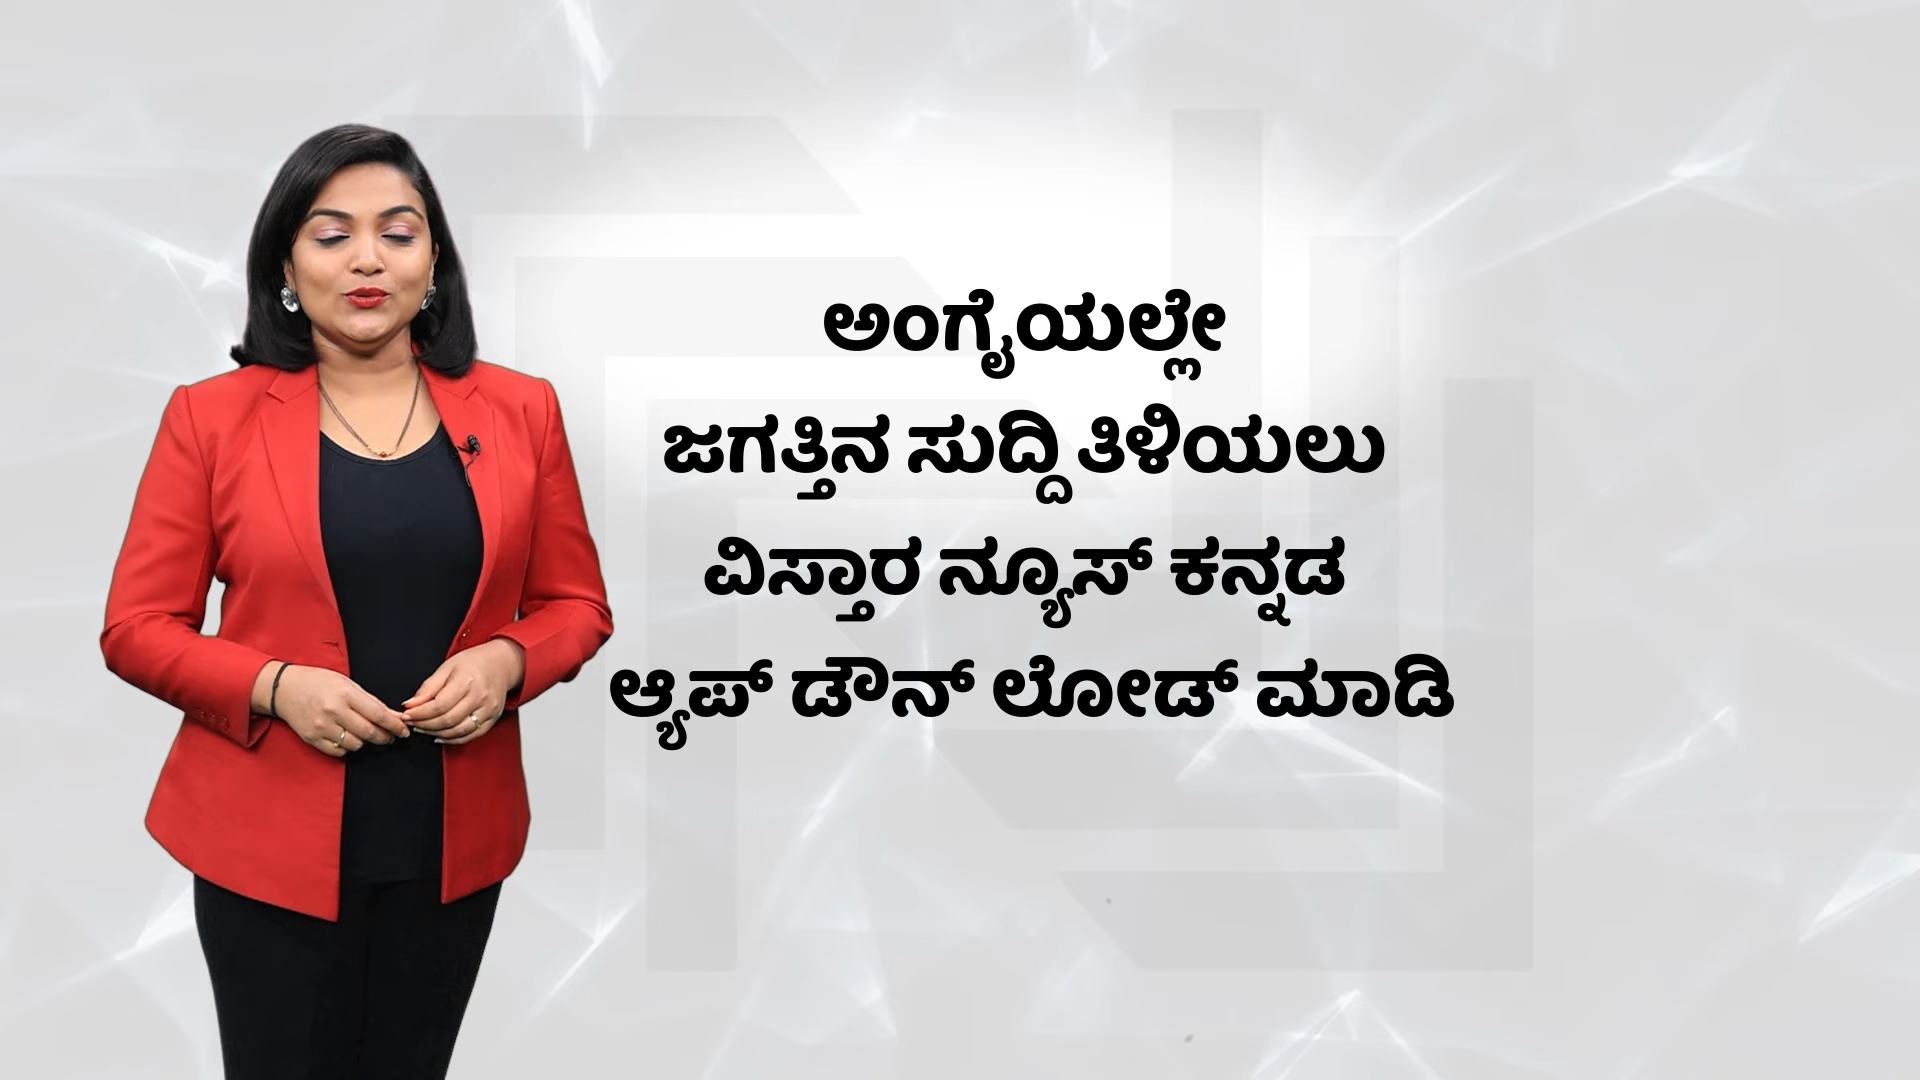 ಅಂಗೈಯಲ್ಲೇ
ಜಗತ್ತಿನ ಸುದ್ದಿ ತಿಳಿಯಲು
ವಿಸ್ತಾರ ನ್ಯೂಸ್ ಕನ್ನಡ
ಆ್ಯಪ್ ಡೌನ್ ಲೋಡ್ ಮಾಡಿ